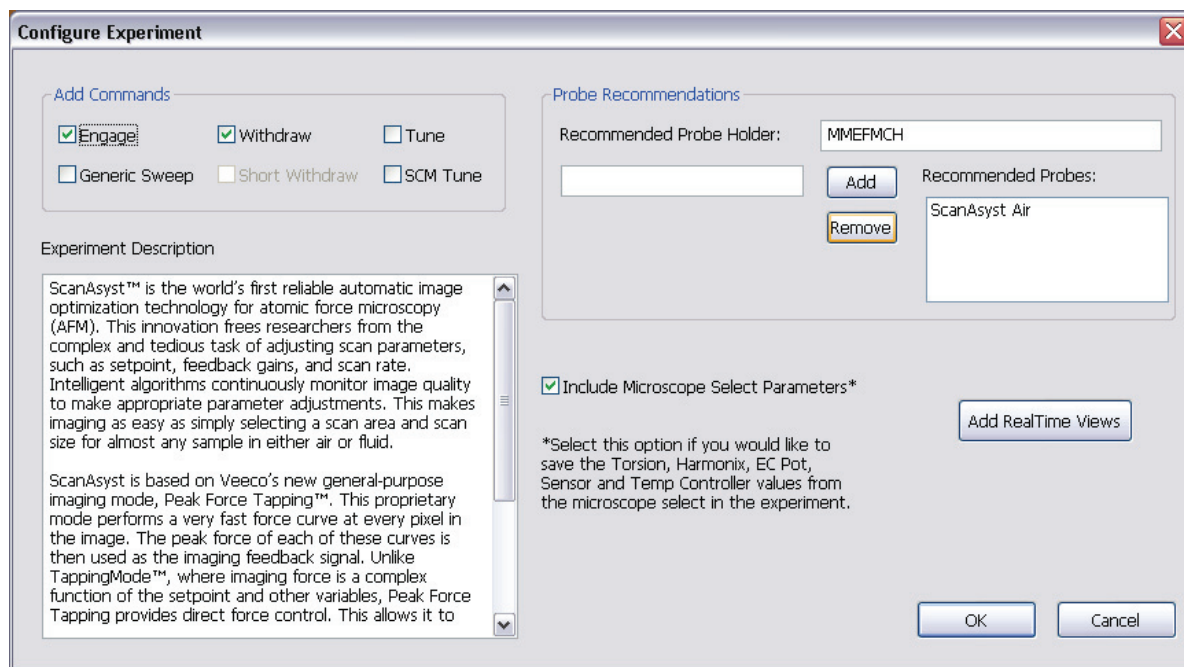 Configure Experiment
Add Commands
Engage
Withdraw
Tune
Generic Sweep
Short Withdraw
SCM Tune
Experiment Description
ScanAsyst™ is the world's first reliable automatic image
optimization technology for atomic force microscopy
(AFM). This innovation frees researchers from the
complex and tedious task of adjusting scan parameters,
such as setpoint, feedback gains, and scan rate.
Intelligent algorithms continuously monitor image quality
to make appropriate parameter adjustments. This makes
imaging as easy as simply selecting a scan area and scan
size for almost any sample in either air or fluid.
ScanAsyst is based on Veeco's new general-purpose
imaging mode, Peak Force Tapping™. This proprietary
mode performs a very fast force curve at every pixel in
the image. The peak force of each of these curves is
then used as the imaging feedback signal. Unlike
TappingMode™, where imaging force is a complex
function of the setpoint and other variables, Peak Force
Tapping provides direct force control. This allows it to
Probe Recommendations
Recommended Probe Holder:
MMEFMCH
Add
Remove
Recommended Probes:
ScanAsyst Air
Include Microscope Select Parameters*
*Select this option if you would like to
save the Torsion, Harmonix, EC Pot,
Sensor and Temp Controller values from
the microscope select in the experiment.
Add RealTime Views
OK
Cancel